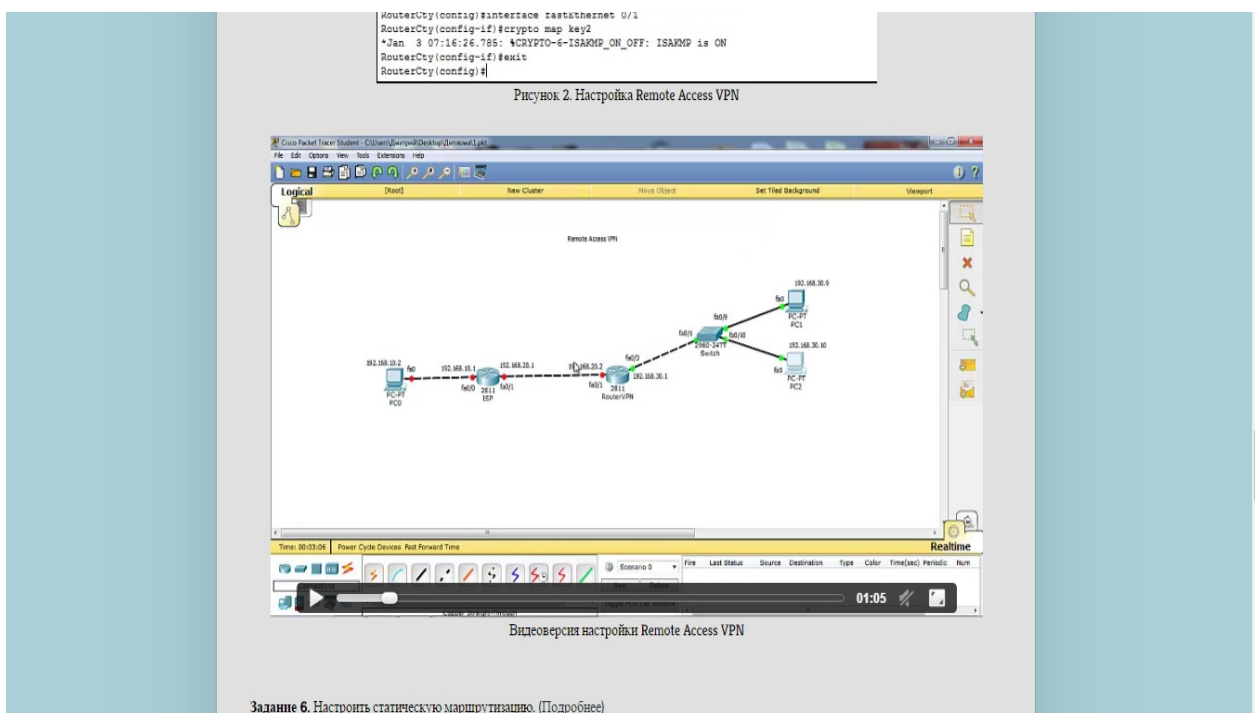 RouterCty(config)#interface fastEthernet 0/1
RouterCty(config-if)#crypto map key2
*Jan 3 07:16:26.785: %CRYPTO-6-ISAKMP_ON_OFF: ISAKMP is ON
RouterCty(config-if)#exit
RouterCty(config)#
Рисунок 2. Настройка Remote Access VPN
Cisco Packet Tracer Student - C:\Users\Дмитрий\Desktop\Диплома\1.pkt
File Edit Options View Tools Extensions Help
Logical [Root] New Cluster Move Object Set Tiled Background Viewport
Remote Access VPN
192.168.30.9
fa0
PC-PT
PC1
fa0/9
fa0/1
fa0/10
2960-24TT
Switch
192.168.30.10
fa0
PC-PT
PC2
192.168.10.2
fa0
PC-PT
PC0
192.168.10.1
192.168.20.1
fa0/0
2811
ISP
fa0/1
fa0/1
2811
RouterVPN
192.168.30.1
Time: 00:03:06 Power Cycle Devices Fast Forward Time Realtime
Scenario 0
Fire Last Status Source Destination Type Color Time(sec) Periodic Num
01:05
Видеоверсия настройки Remote Access VPN
Задание 6. Настроить статическую маршрутизацию. (Подробнее)